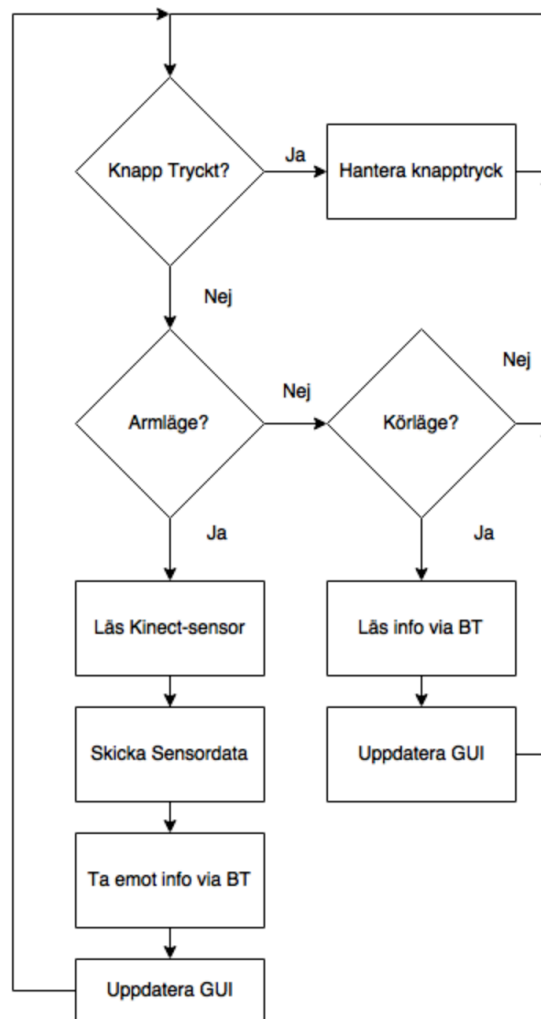 Knapp Tryckt?
Ja
Hantera knapptryck
Nej
Armläge?
Nej
Körläge?
Nej
Ja
Ja
Läs Kinect-sensor
Läs info via BT
Skicka Sensordata
Uppdatera GUI
Ta emot info via BT
Uppdatera GUI